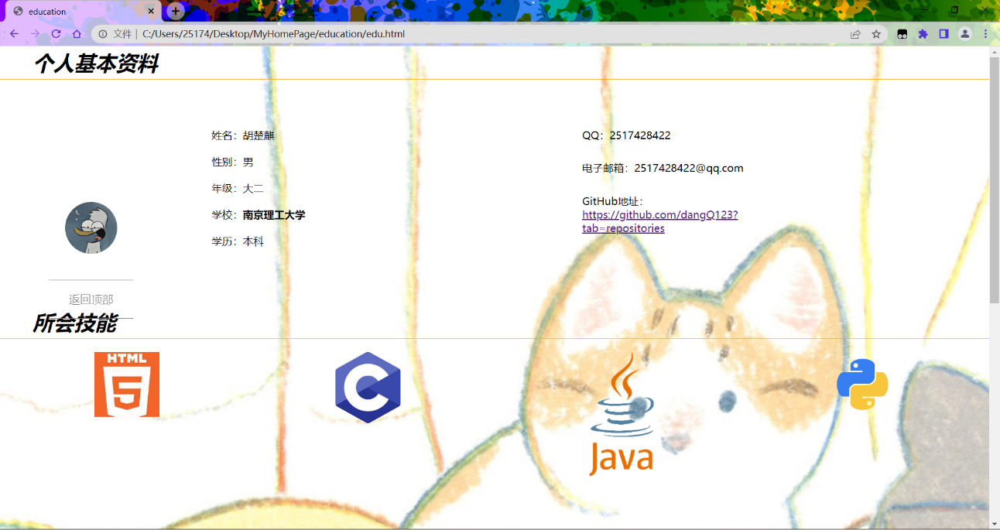 education
文件 | C:/Users/25174/Desktop/MyHomePage/education/edu.html
个人基本资料
姓名：胡楚麒
性别：男
年级：大二
学校：南京理工大学
学历：本科
QQ：2517428422
电子邮箱：2517428422@qq.com
GitHub地址：
https://github.com/dangQ123?
tab=repositories
返回顶部
所会技能
HTML
5
C
Java